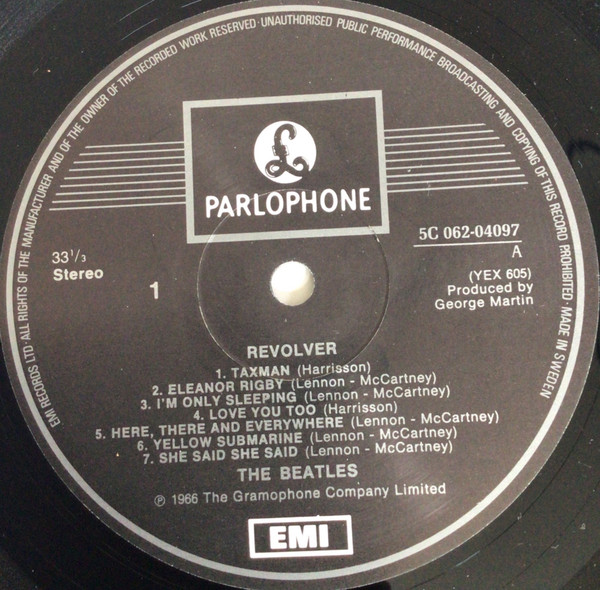 EMI RECORDS LTD·ALL RIGHTS OF THE MANUFACTURER AND OF THE OWNER OF THE RECORDED WORK RESERVED·UNAUTHORISED PUBLIC PERFORMANCE BROADCASTING AND COPYING OF THIS RECORD PROHIBITED·MADE IN SWEDEN
£
PARLOPHONE
5C 062-04097
A
33 1/3
Stereo
1
(YEX 605)
Produced by
George Martin
REVOLVER
1. TAXMAN (Harrisson)
2. ELEANOR RIGBY (Lennon - McCartney)
3. I'M ONLY SLEEPING (Lennon - McCartney)
4. LOVE YOU TOO (Harrisson)
5. HERE, THERE AND EVERYWHERE (Lennon - McCartney)
6. YELLOW SUBMARINE (Lennon - McCartney)
7. SHE SAID SHE SAID (Lennon - McCartney)
THE BEATLES
℗ 1966 The Gramophone Company Limited
EMI